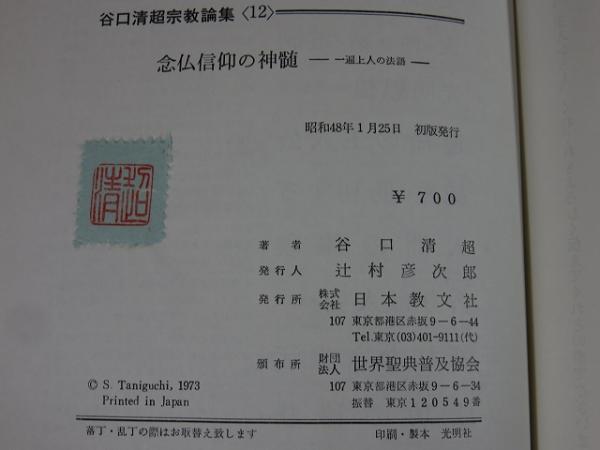 谷口清超宗教論集〈12〉
念仏信仰の神髄 ― 一遍上人の法語 ―
昭和48年1月25日 初版発行
清超
¥700
著者 谷口清超
発行人 辻村彦次郎
発行所 株式会社 日本教文社
107 東京都港区赤坂9-6-44
Tel.東京(03)401-9111(代)
頒布所 財団法人 世界聖典普及協会
107 東京都港区赤坂9-6-34
振替 東京120549番
© S. Taniguchi, 1973
Printed in Japan
落丁・乱丁の際はお取替え致します
印刷・製本 光明社